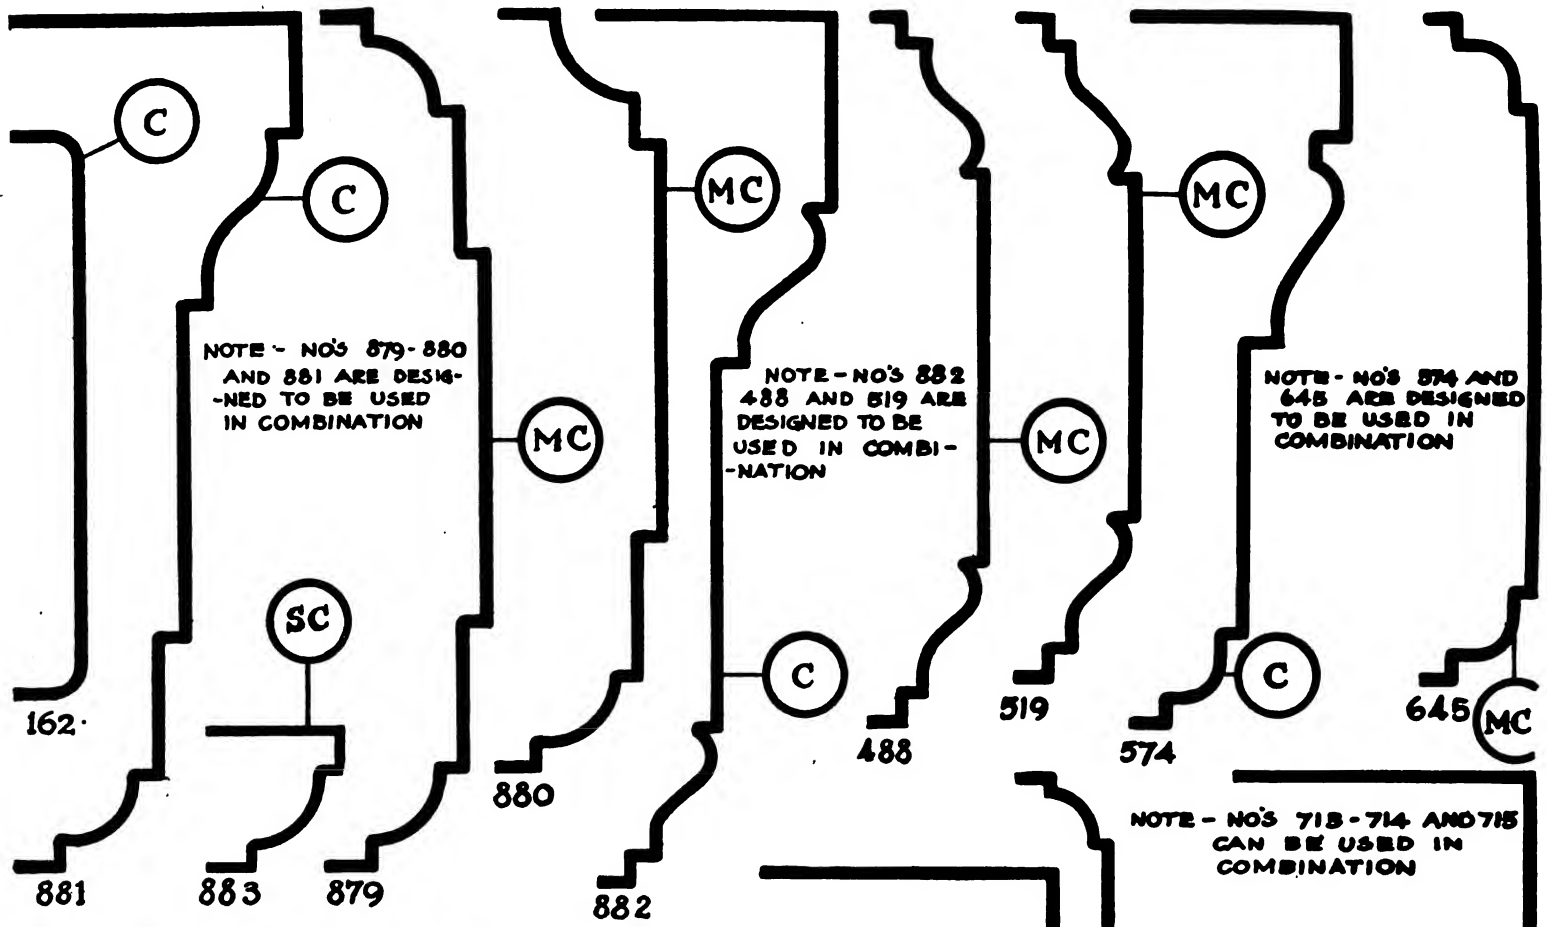 C
C
MC
MC
NOTE - NO'S 879-880
AND 881 ARE DESIG-
-NED TO BE USED
IN COMBINATION
NOTE - NO'S 882
488 AND 519 ARE
DESIGNED TO BE
USED IN COMBI-
-NATION
NOTE - NO'S 574 AND
645 ARE DESIGNED
TO BE USED IN
COMBINATION
MC
MC
SC
C
C
MC
162.
881
883
879
880
882
488
519
574
645
NOTE - NO'S 713-714 AND 715
CAN BE USED IN
COMBINATION